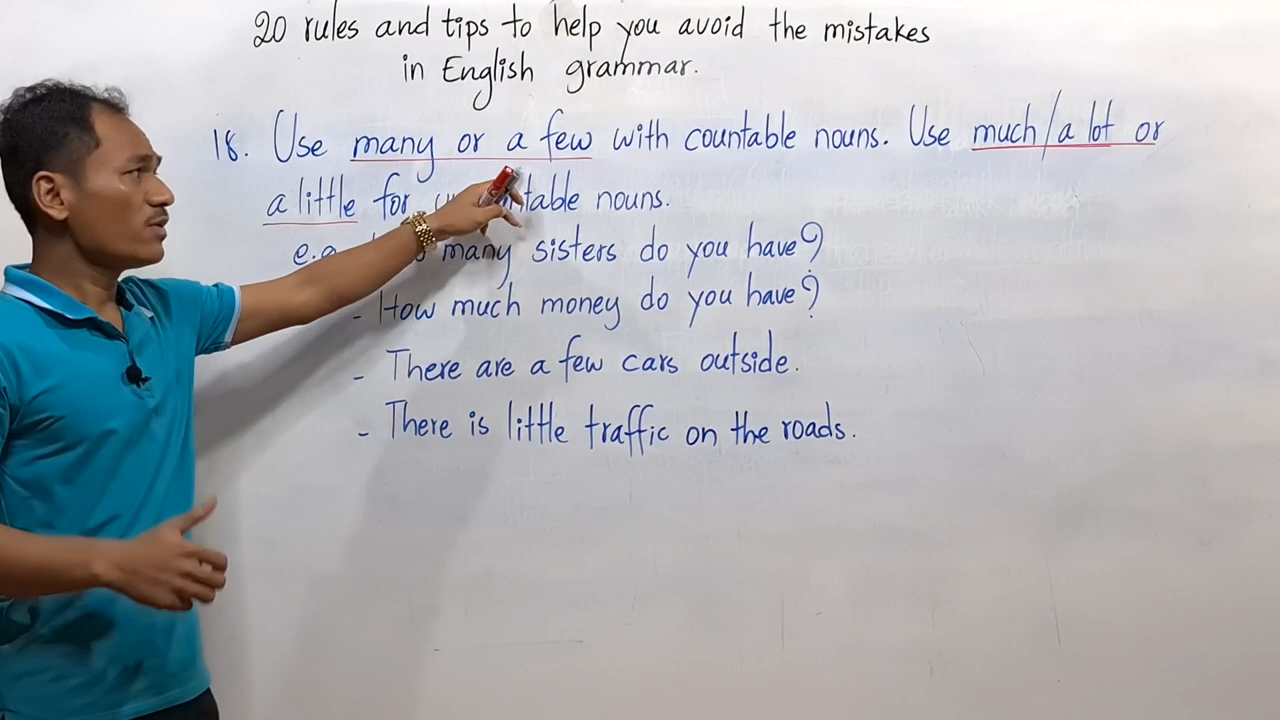 20 rules and tips to help you avoid the mistakes
in English grammar.
18. Use many or a few with countable nouns. Use much/a lot or
a little for nouns.
many sisters do you have?
- How much money do you have?
- There are a few cars outside.
- There is little traffic on the roads.